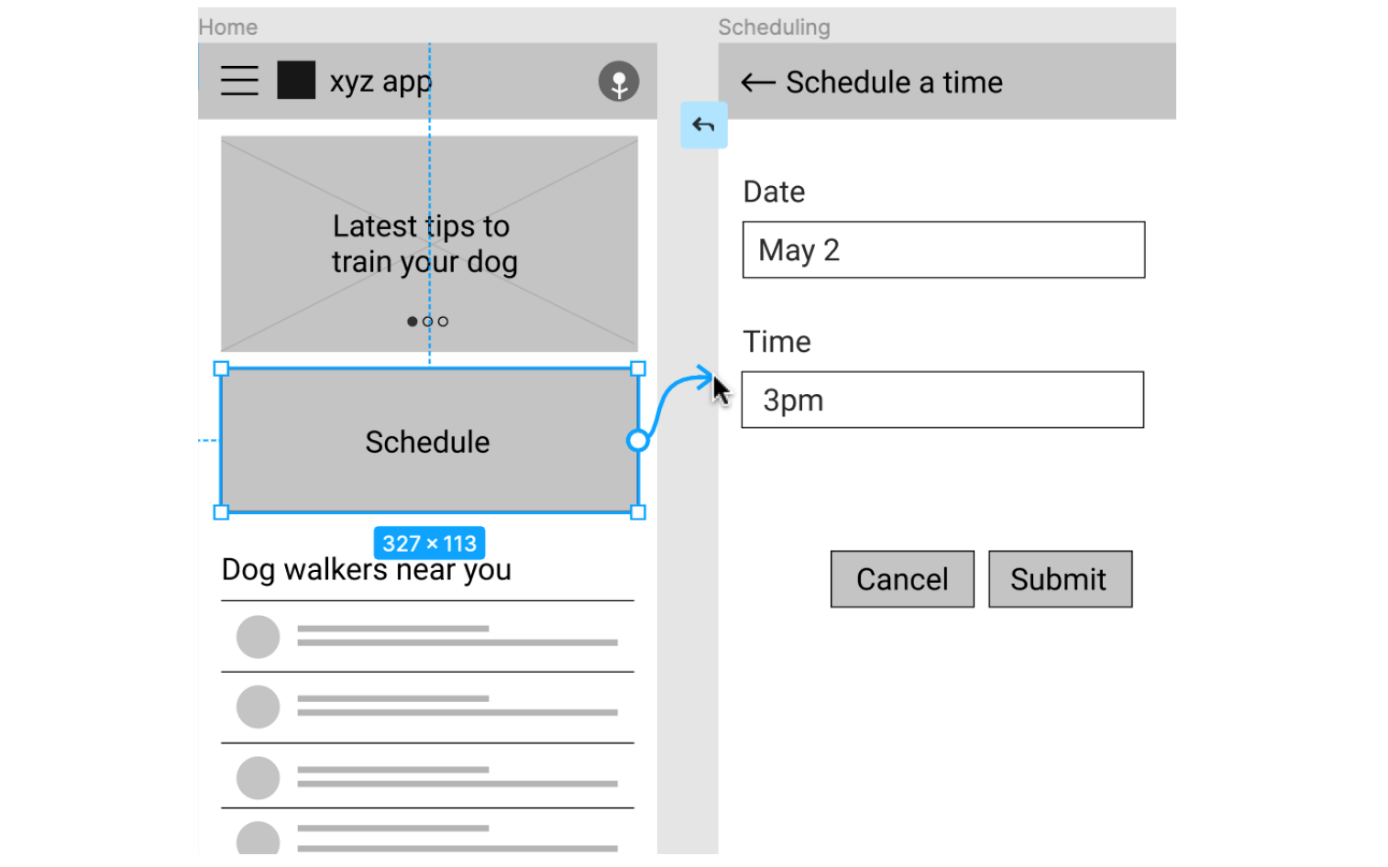 Home
xyz app
Latest tips to
train your dog
Schedule
327 × 113
Dog walkers near you
Scheduling
Schedule a time
Date
May 2
Time
3pm
Cancel
Submit